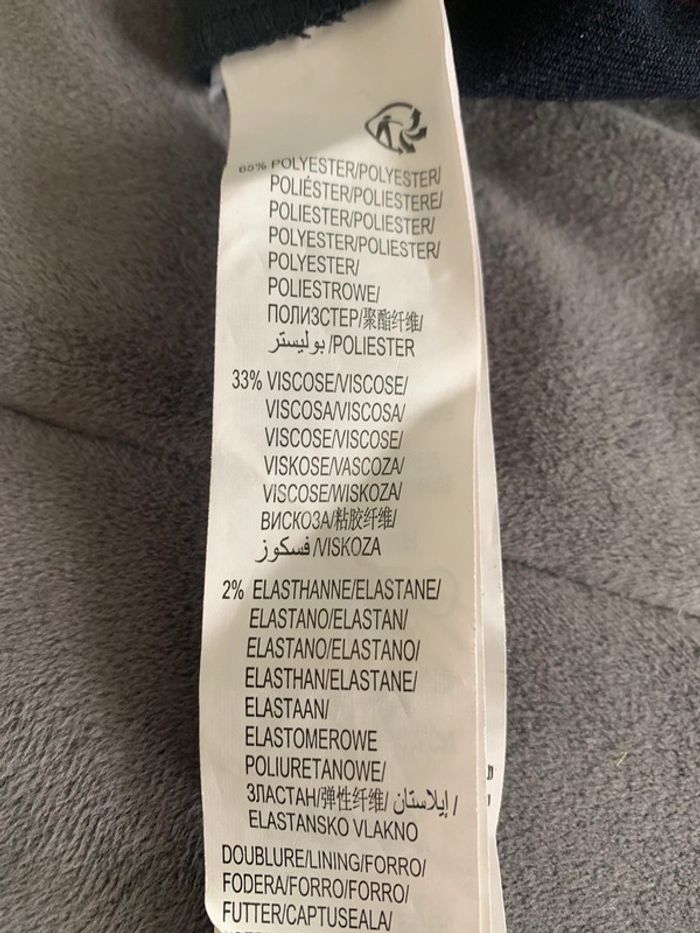 65% POLYESTER/POLYESTER/
POLIÉSTER/POLIESTERE/
POLIESTER/POLIESTER/
POLYESTER/POLIESTER/
POLYESTER/
POLIESTROWE/
ПОЛИЗСТЕР/聚酯纤维/
بوليستر /POLIESTER
33% VISCOSE/VISCOSE/
VISCOSA/VISCOSA/
VISCOSE/VISCOSE/
VISKOSE/VASCOZA/
VISCOSE/WISKOZA/
ВИСКОЗА/粘胶纤维/
فسكوز /VISKOZA
2% ELASTHANNE/ELASTANE/
ELASTANO/ELASTAN/
ELASTANO/ELASTANO/
ELASTHAN/ELASTANE/
ELASTAAN/
ELASTOMEROWE
POLIURETANOWE/
ЗЛАСТАН/弹性纤维/ إيلاستان /
ELASTANSKO VLAKNO
DOUBLURE/LINING/FORRO/
FODERA/FORRO/FORRO/
FUTTER/CAPTUSEALA/